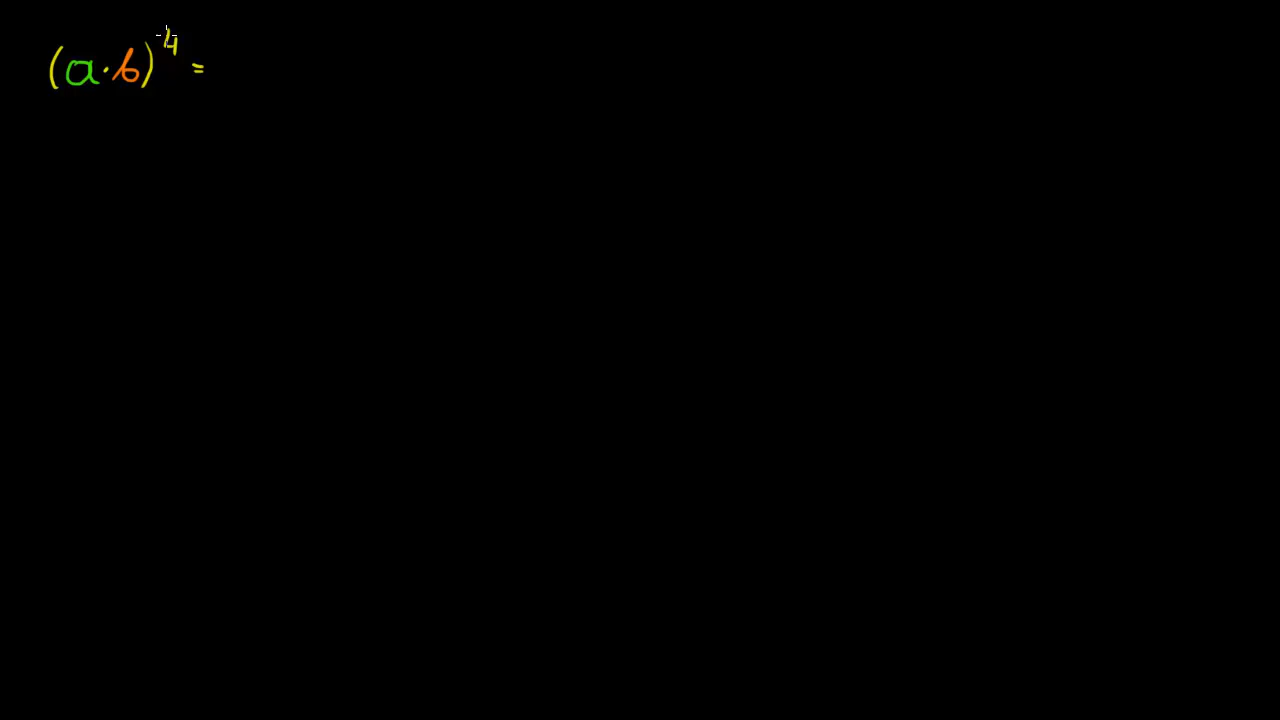 (a·b)⁴ =